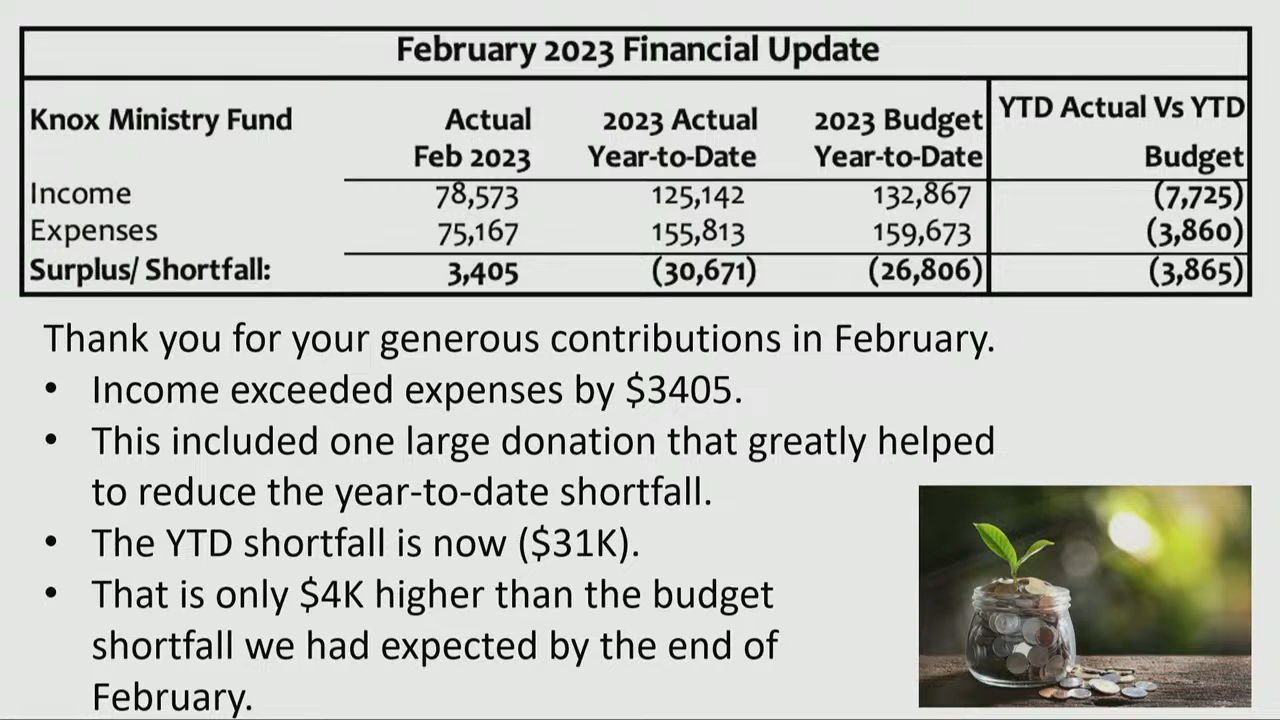 February 2023 Financial Update
Knox Ministry Fund Actual 2023 Actual 2023 Budget YTD Actual Vs YTD
Feb 2023 Year-to-Date Year-to-Date Budget
Income 78,573 125,142 132,867 (7,725)
Expenses 75,167 155,813 159,673 (3,860)
Surplus/ Shortfall: 3,405 (30,671) (26,806) (3,865)
Thank you for your generous contributions in February.
• Income exceeded expenses by $3405.
• This included one large donation that greatly helped
to reduce the year-to-date shortfall.
• The YTD shortfall is now ($31K).
• That is only $4K higher than the budget
shortfall we had expected by the end of
February.